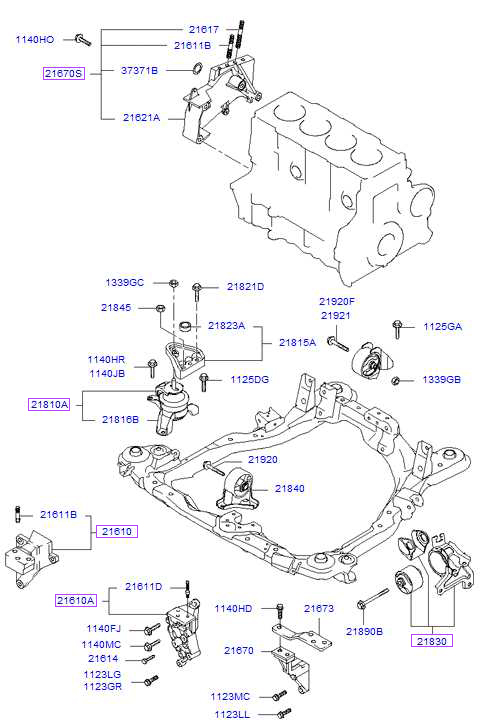 21617
1140HO
21611B
21670S
37371B
21621A
1339GC
21821D
21845
21823A
21815A
21920F
21921
1125GA
1140HR
1140JB
1125DG
1339GB
21810A
21816B
21920
21840
21611B
21610
21611D
21610A
1140HD
21673
1140FJ
21890B
21830
1140MC
21614
21670
1123LG
1123GR
1123MC
1123LL